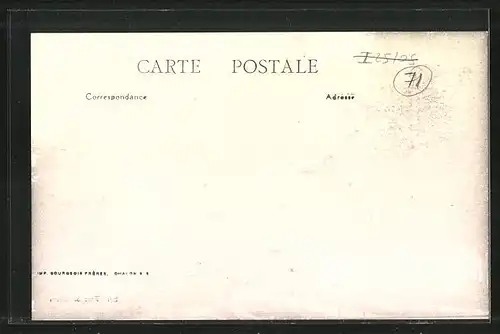 CARTE POSTALE
Correspondance
Adresse
71
IMP. BOURGEOIS FRÈRES, CHALON S S